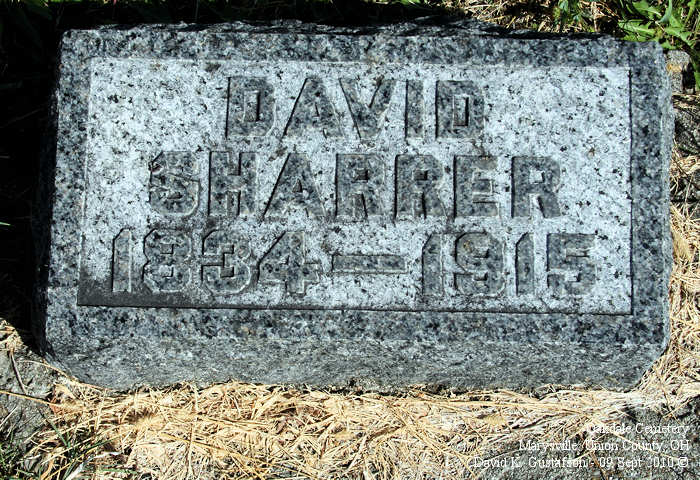 DAVID
SHARRER
1834-1915
Oakdale Cemetery
Marysville, Union County, OH
David K. Gustafson - 09 Sept 2010 ©